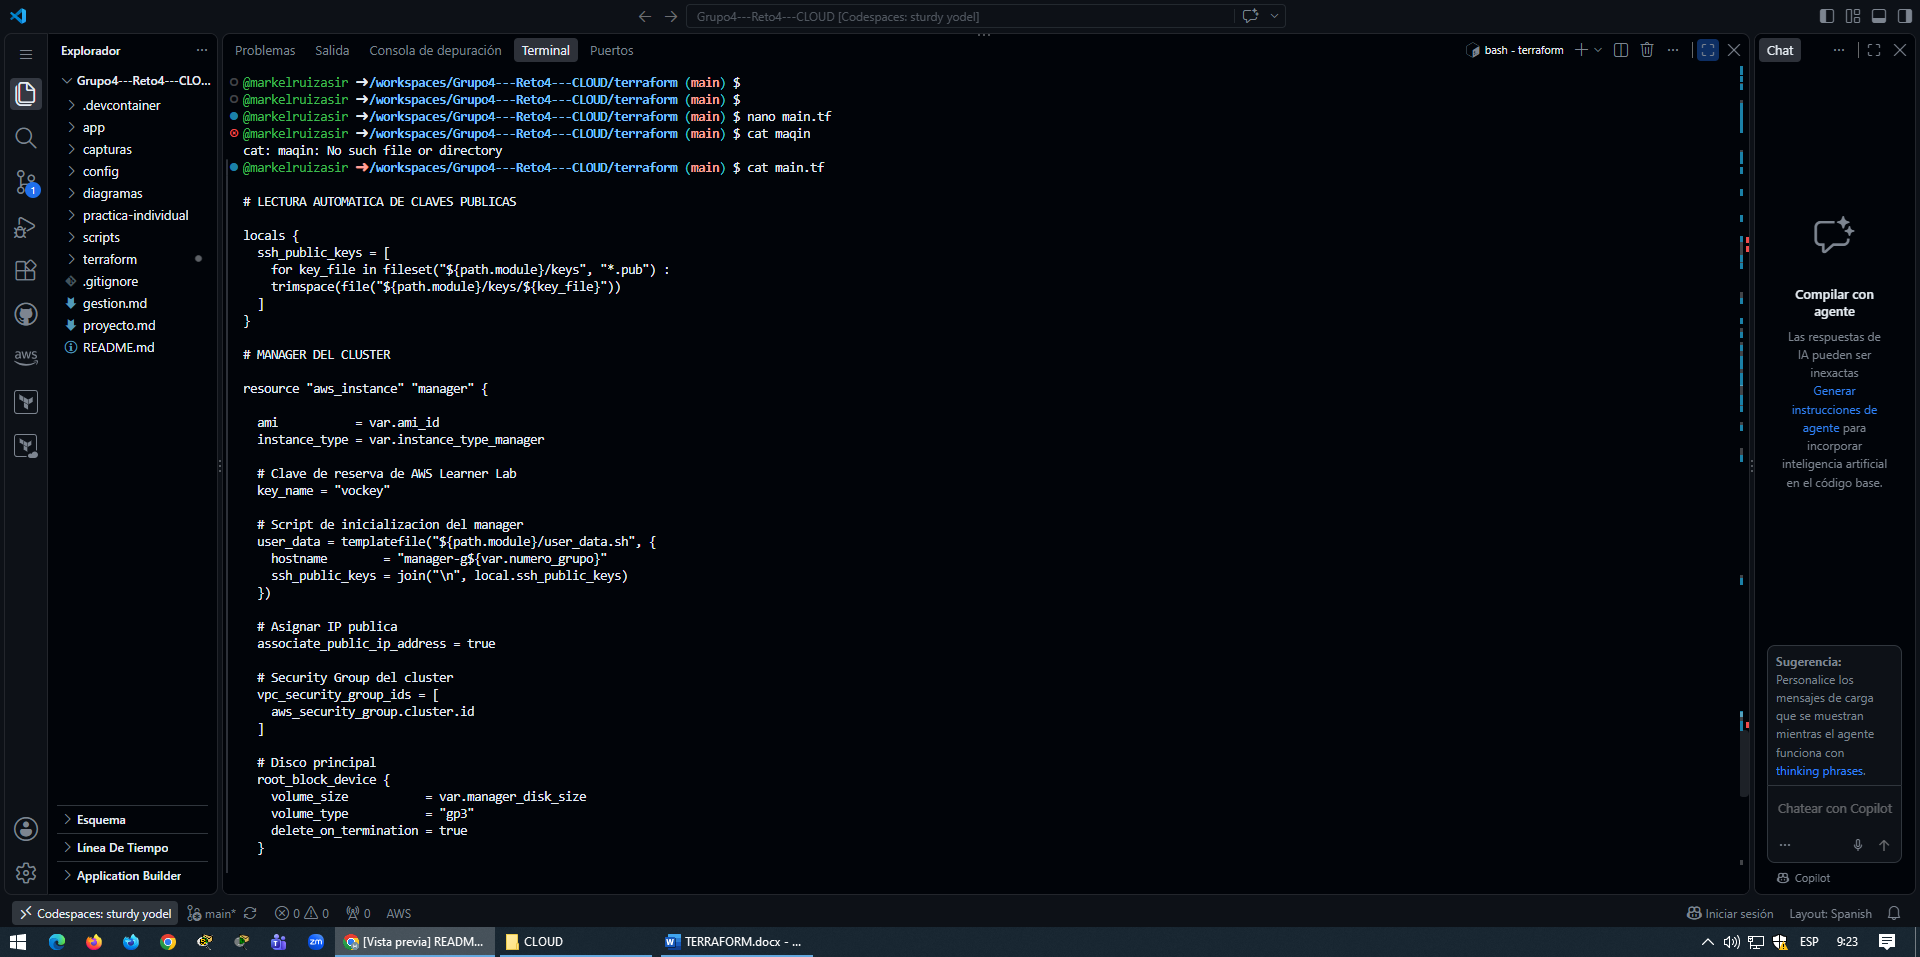 Grupo4---Reto4---CLOUD [Codespaces: sturdy yodel]
Explorador
Grupo4---Reto4---CLO...
.devcontainer
app
capturas
config
diagramas
practica-individual
scripts
terraform
.gitignore
gestion.md
proyecto.md
README.md
Esquema
Línea De Tiempo
Application Builder
1
aws
Problemas Salida Consola de depuración Terminal Puertos
bash - terraform
@markelruizasir ➜/workspaces/Grupo4---Reto4---CLOUD/terraform (main) $
@markelruizasir ➜/workspaces/Grupo4---Reto4---CLOUD/terraform (main) $
@markelruizasir ➜/workspaces/Grupo4---Reto4---CLOUD/terraform (main) $ nano main.tf
@markelruizasir ➜/workspaces/Grupo4---Reto4---CLOUD/terraform (main) $ cat maqin
cat: maqin: No such file or directory
@markelruizasir ➜/workspaces/Grupo4---Reto4---CLOUD/terraform (main) $ cat main.tf
# LECTURA AUTOMATICA DE CLAVES PUBLICAS
locals {
ssh_public_keys = [
for key_file in fileset("${path.module}/keys", "*.pub") :
trimspace(file("${path.module}/keys/${key_file}"))
]
}
# MANAGER DEL CLUSTER
resource "aws_instance" "manager" {
ami = var.ami_id
instance_type = var.instance_type_manager
# Clave de reserva de AWS Learner Lab
key_name = "vockey"
# Script de inicializacion del manager
user_data = templatefile("${path.module}/user_data.sh", {
hostname = "manager-g${var.numero_grupo}"
ssh_public_keys = join("\n", local.ssh_public_keys)
})
# Asignar IP publica
associate_public_ip_address = true
# Security Group del cluster
vpc_security_group_ids = [
aws_security_group.cluster.id
]
# Disco principal
root_block_device {
volume_size = var.manager_disk_size
volume_type = "gp3"
delete_on_termination = true
}
Chat
Compilar con
agente
Las respuestas de
IA pueden ser
inexactas
Generar
instrucciones de
agente para
incorporar
inteligencia artificial
en el código base.
Sugerencia:
Personalice los
mensajes de carga
que se muestran
mientras el agente
funciona con
thinking phrases.
Chatear con Copilot
Copilot
Codespaces: sturdy yodel main* 0 0 0 AWS
Iniciar sesión Layout: Spanish
zm [Vista previa] READM... CLOUD TERRAFORM.docx - ...
ESP 9:23